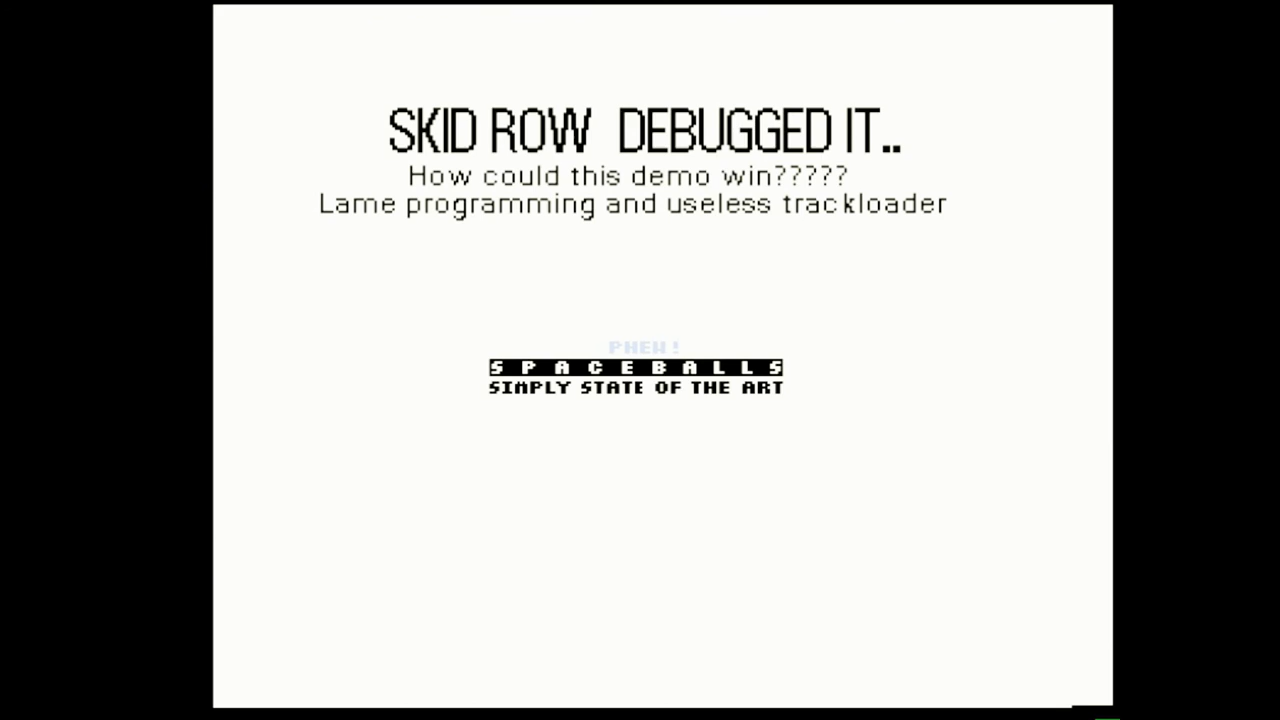 SKID ROW DEBUGGED IT..
How could this demo win?????
Lame programming and useless trackloader
PHEW!
SPACEBALLS
SIMPLY STATE OF THE ART